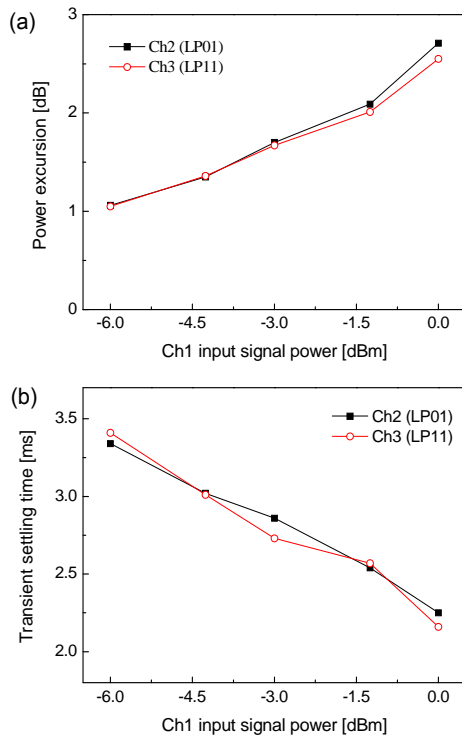 (a)
3
Ch2 (LP01)
Ch3 (LP11)
2
1
0
Power excursion [dB]
-6.0 -4.5 -3.0 -1.5 0.0
Ch1 input signal power [dBm]
(b)
3.5
Ch2 (LP01)
Ch3 (LP11)
3.0
2.5
2.0
Transient settling time [ms]
-6.0 -4.5 -3.0 -1.5 0.0
Ch1 input signal power [dBm]